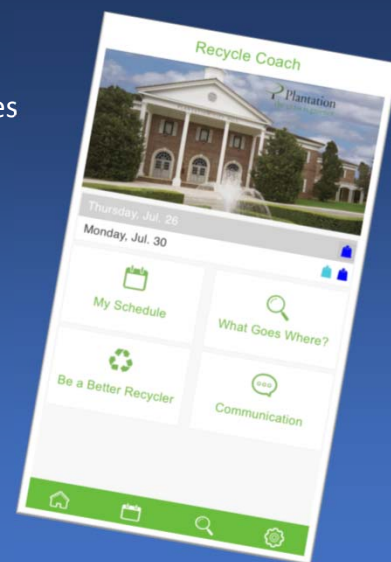 es
Recycle Coach
Plantation
Thursday, Jul. 26
Monday, Jul. 30
My Schedule
What Goes Where?
Be a Better Recycler
Communication